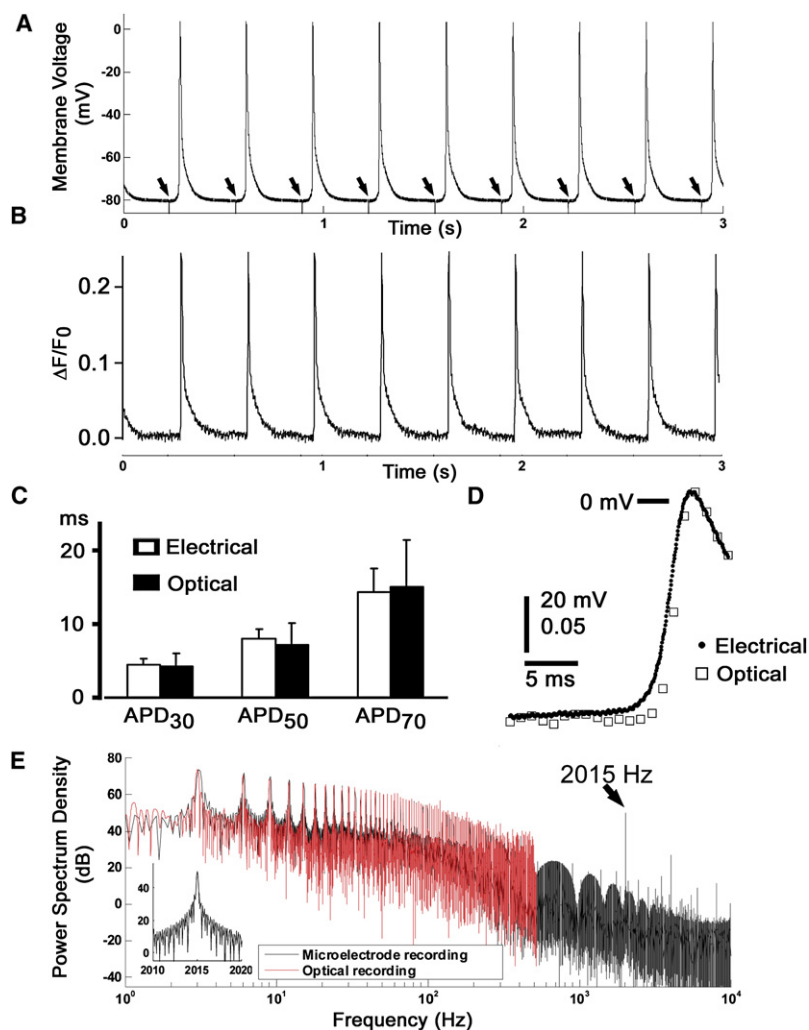 A
Membrane Voltage
(mV)
0
-20
-40
-60
-80
0
1
2
3
Time (s)
B
ΔF/F0
0.2
0.1
0.0
0
1
2
3
Time (s)
C
ms
20
10
0
Electrical
Optical
APD30
APD50
APD70
D
0 mV
20 mV
0.05
5 ms
Electrical
Optical
E
Power Spectrum Density
(dB)
80
60
40
20
0
-20
-40
2015 Hz
40
20
0
2010
2015
2020
Microelectrode recording
Optical recording
10^0
10^1
10^2
10^3
10^4
Frequency (Hz)